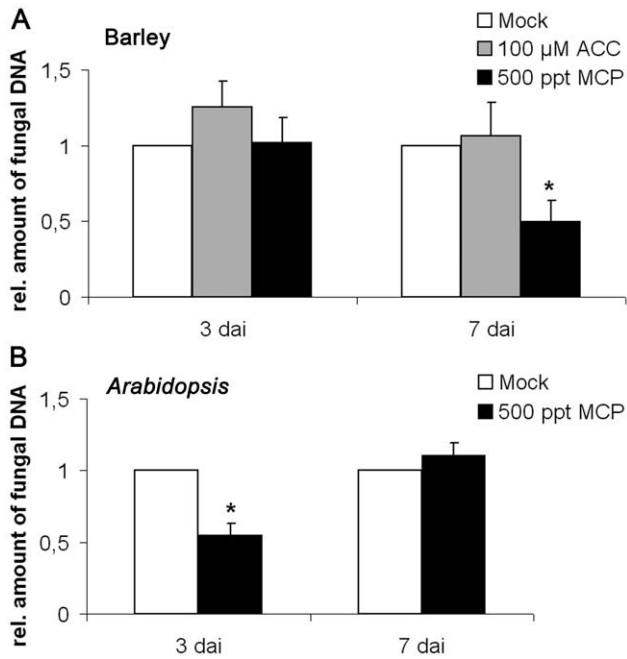 A
Barley
Mock
100 µM ACC
500 ppt MCP
rel. amount of fungal DNA
1,5
1
0,5
0
*
3 dai
7 dai
B
Arabidopsis
Mock
500 ppt MCP
rel. amount of fungal DNA
1,5
1
0,5
0
*
3 dai
7 dai